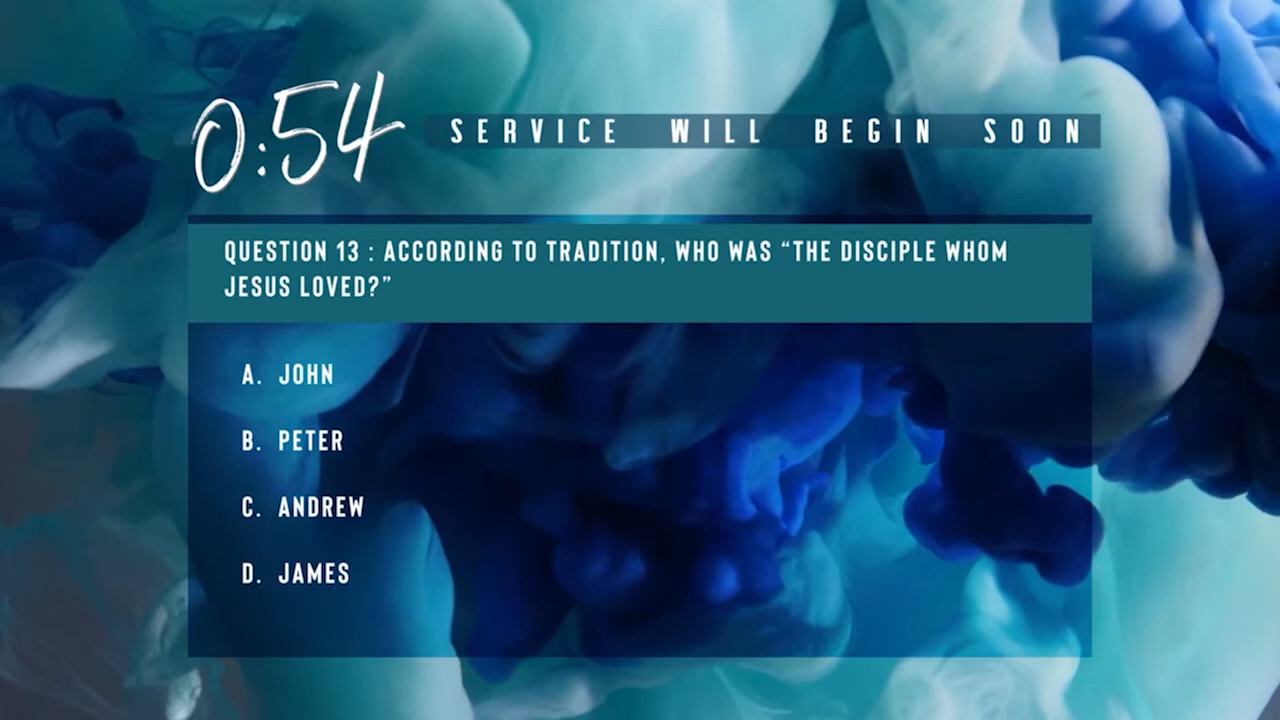 0:54 SERVICE WILL BEGIN SOON
QUESTION 13 : ACCORDING TO TRADITION, WHO WAS “THE DISCIPLE WHOM
JESUS LOVED?”
A. JOHN
B. PETER
C. ANDREW
D. JAMES